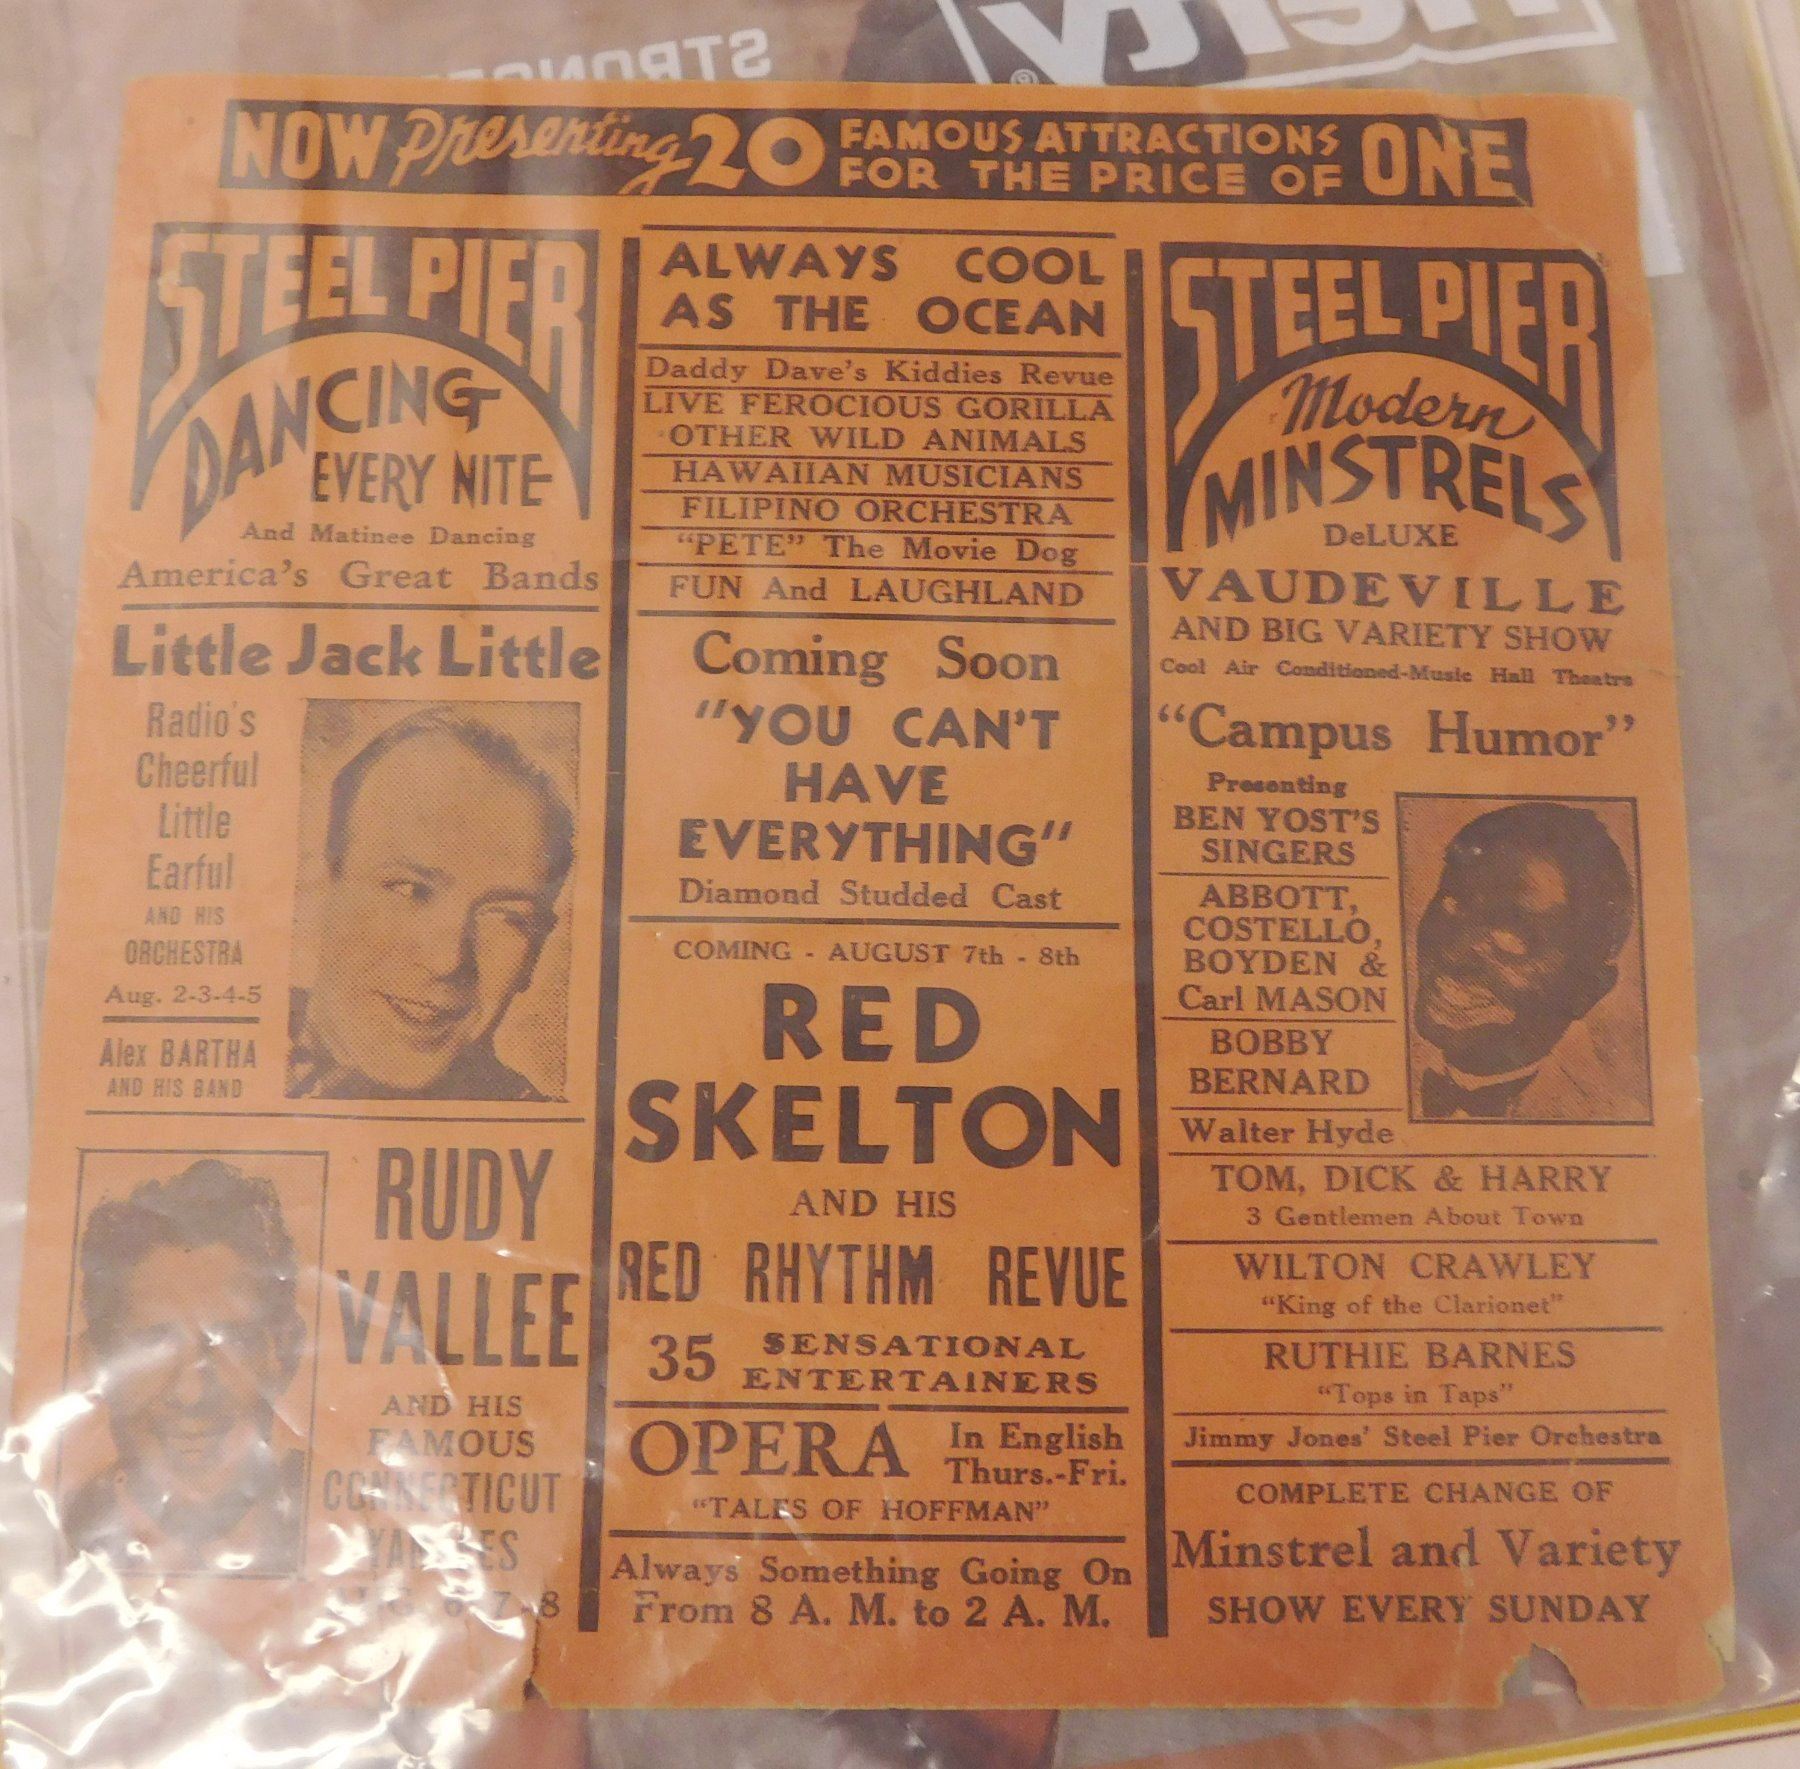 STRONG
NOW Presenting 20 FAMOUS ATTRACTIONS
FOR THE PRICE OF ONE
STEEL PIER
DANCING
EVERY NITE
And Matinee Dancing
America's Great Bands
Little Jack Little
Radio's
Cheerful
Little
Earful
AND HIS
ORCHESTRA
Aug. 2-3-4-5
Alex BARTHA
AND HIS BAND
RUDY
VALLEE
AND HIS
FAMOUS
CONNECTICUT
YANKEES
AUG. 6-7-8
ALWAYS COOL
AS THE OCEAN
Daddy Dave's Kiddies Revue
LIVE FEROCIOUS GORILLA
OTHER WILD ANIMALS
HAWAIIAN MUSICIANS
FILIPINO ORCHESTRA
"PETE" The Movie Dog
FUN And LAUGHLAND
Coming Soon
"YOU CAN'T
HAVE
EVERYTHING"
Diamond Studded Cast
COMING - AUGUST 7th - 8th
RED
SKELTON
AND HIS
RED RHYTHM REVUE
35 SENSATIONAL
ENTERTAINERS
OPERA In English
Thurs.-Fri.
"TALES OF HOFFMAN"
Always Something Going On
From 8 A. M. to 2 A. M.
STEEL PIER
Modern
MINSTRELS
DeLUXE
VAUDEVILLE
AND BIG VARIETY SHOW
Cool Air Conditioned-Music Hall Theatre
"Campus Humor"
Presenting
BEN YOST'S
SINGERS
ABBOTT,
COSTELLO,
BOYDEN &
Carl MASON
BOBBY
BERNARD
Walter Hyde
TOM, DICK & HARRY
3 Gentlemen About Town
WILTON CRAWLEY
"King of the Clarionet"
RUTHIE BARNES
"Tops in Taps"
Jimmy Jones' Steel Pier Orchestra
COMPLETE CHANGE OF
Minstrel and Variety
SHOW EVERY SUNDAY